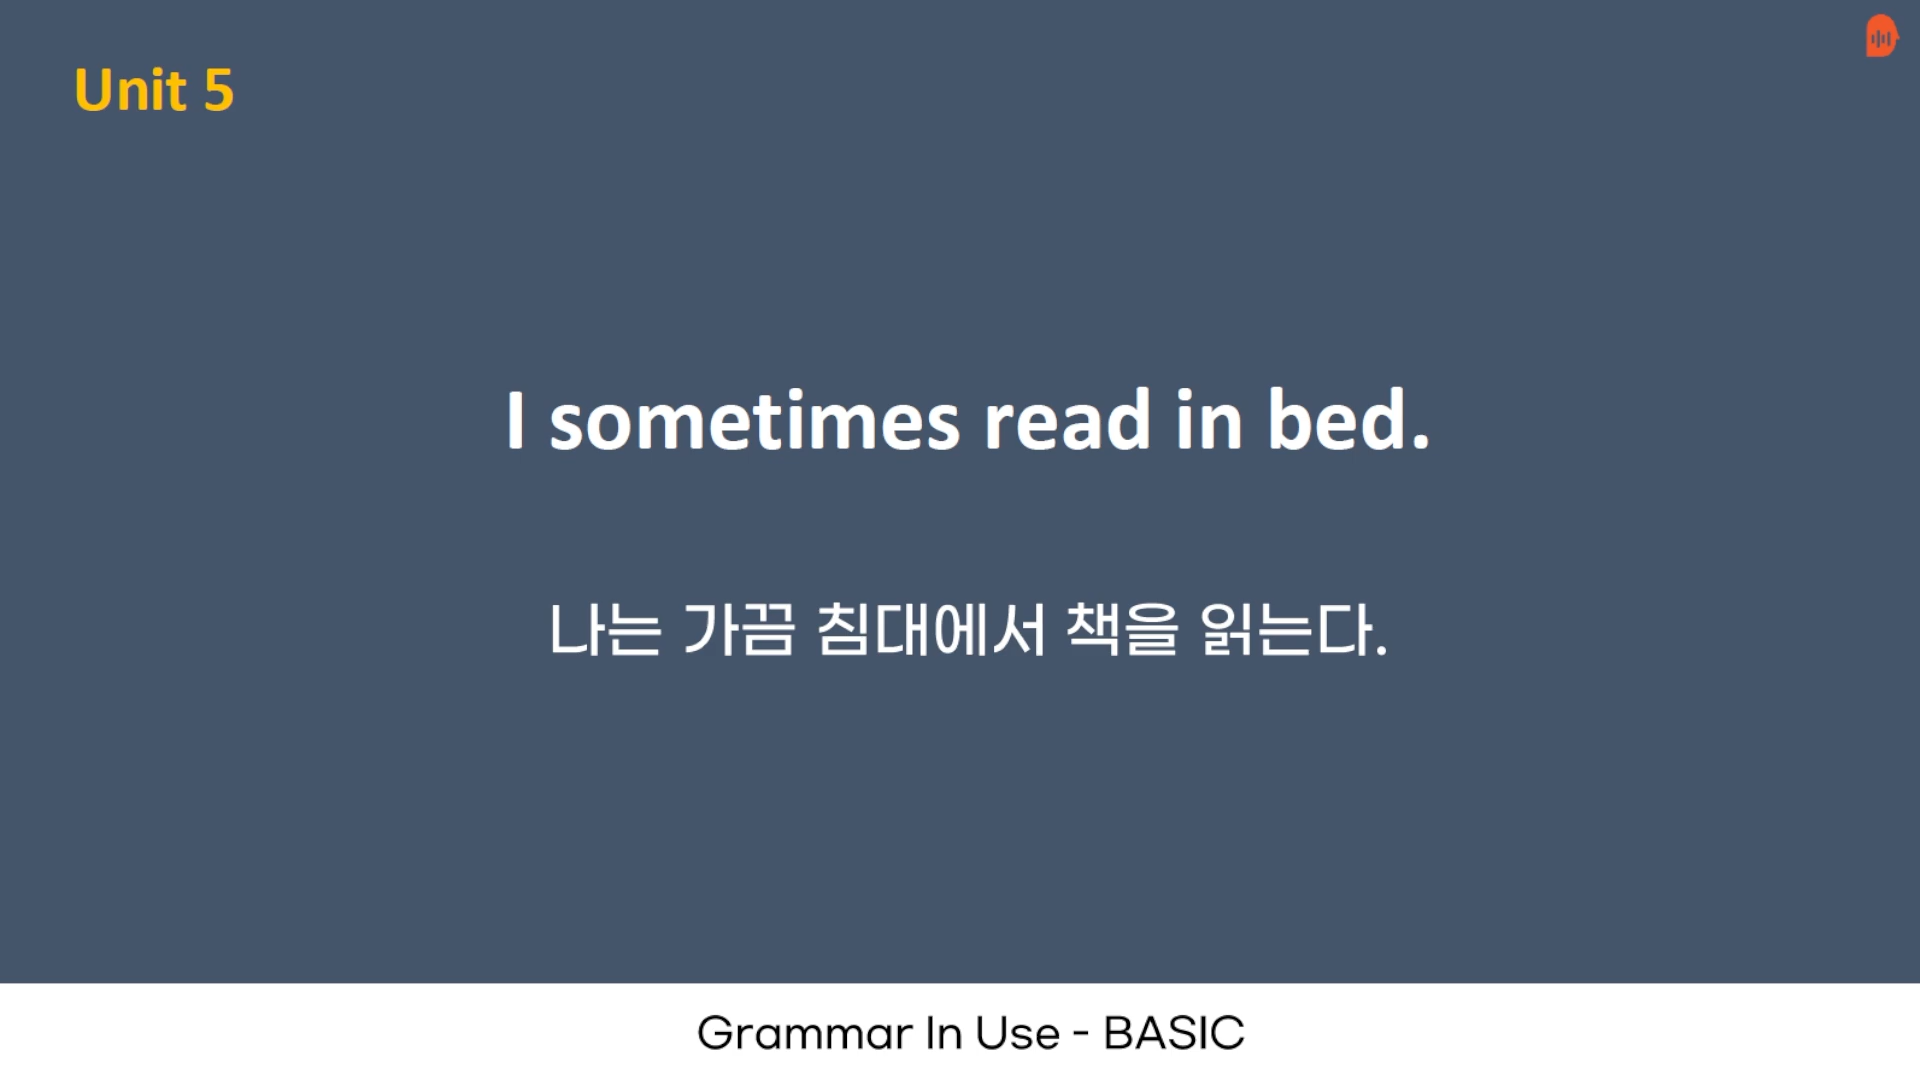 Unit 5
I sometimes read in bed.
나는 가끔 침대에서 책을 읽는다.
Grammar In Use - BASIC